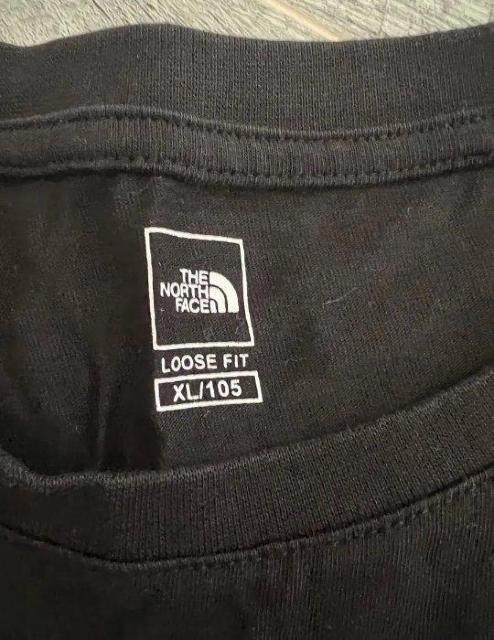 THE
NORTH
FACE
LOOSE FIT
XL/105